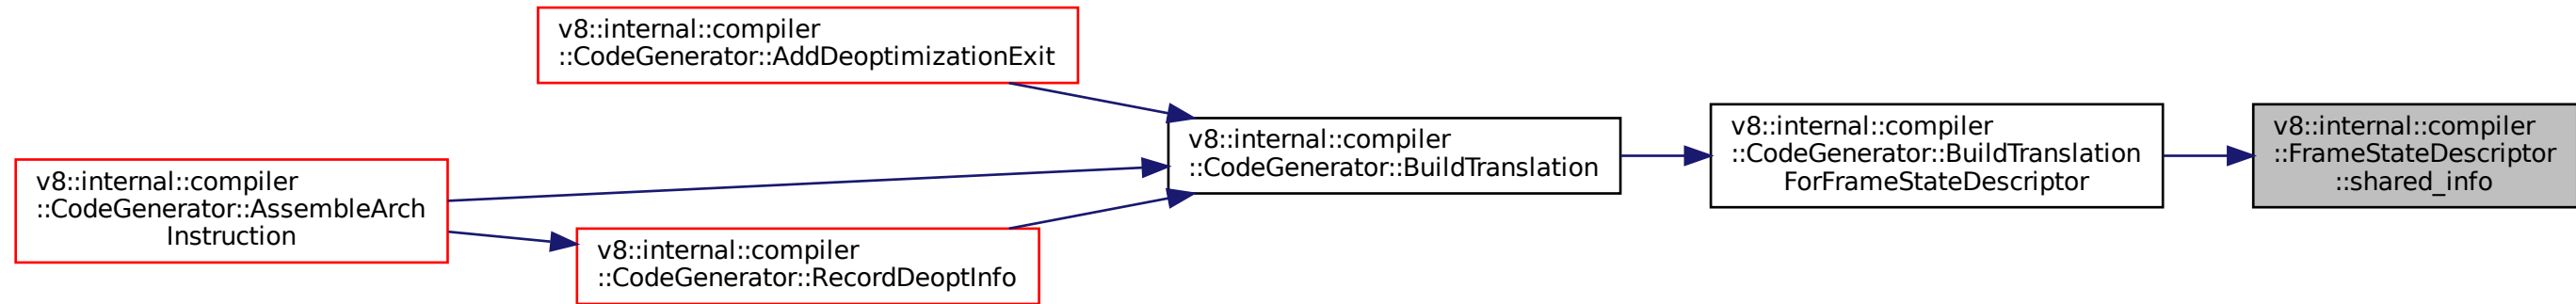 v8::internal::compiler
::CodeGenerator::AddDeoptimizationExit
v8::internal::compiler
::CodeGenerator::AssembleArch
Instruction
v8::internal::compiler
::CodeGenerator::RecordDeoptInfo
v8::internal::compiler
::CodeGenerator::BuildTranslation
v8::internal::compiler
::CodeGenerator::BuildTranslation
ForFrameStateDescriptor
v8::internal::compiler
::FrameStateDescriptor
::shared_info